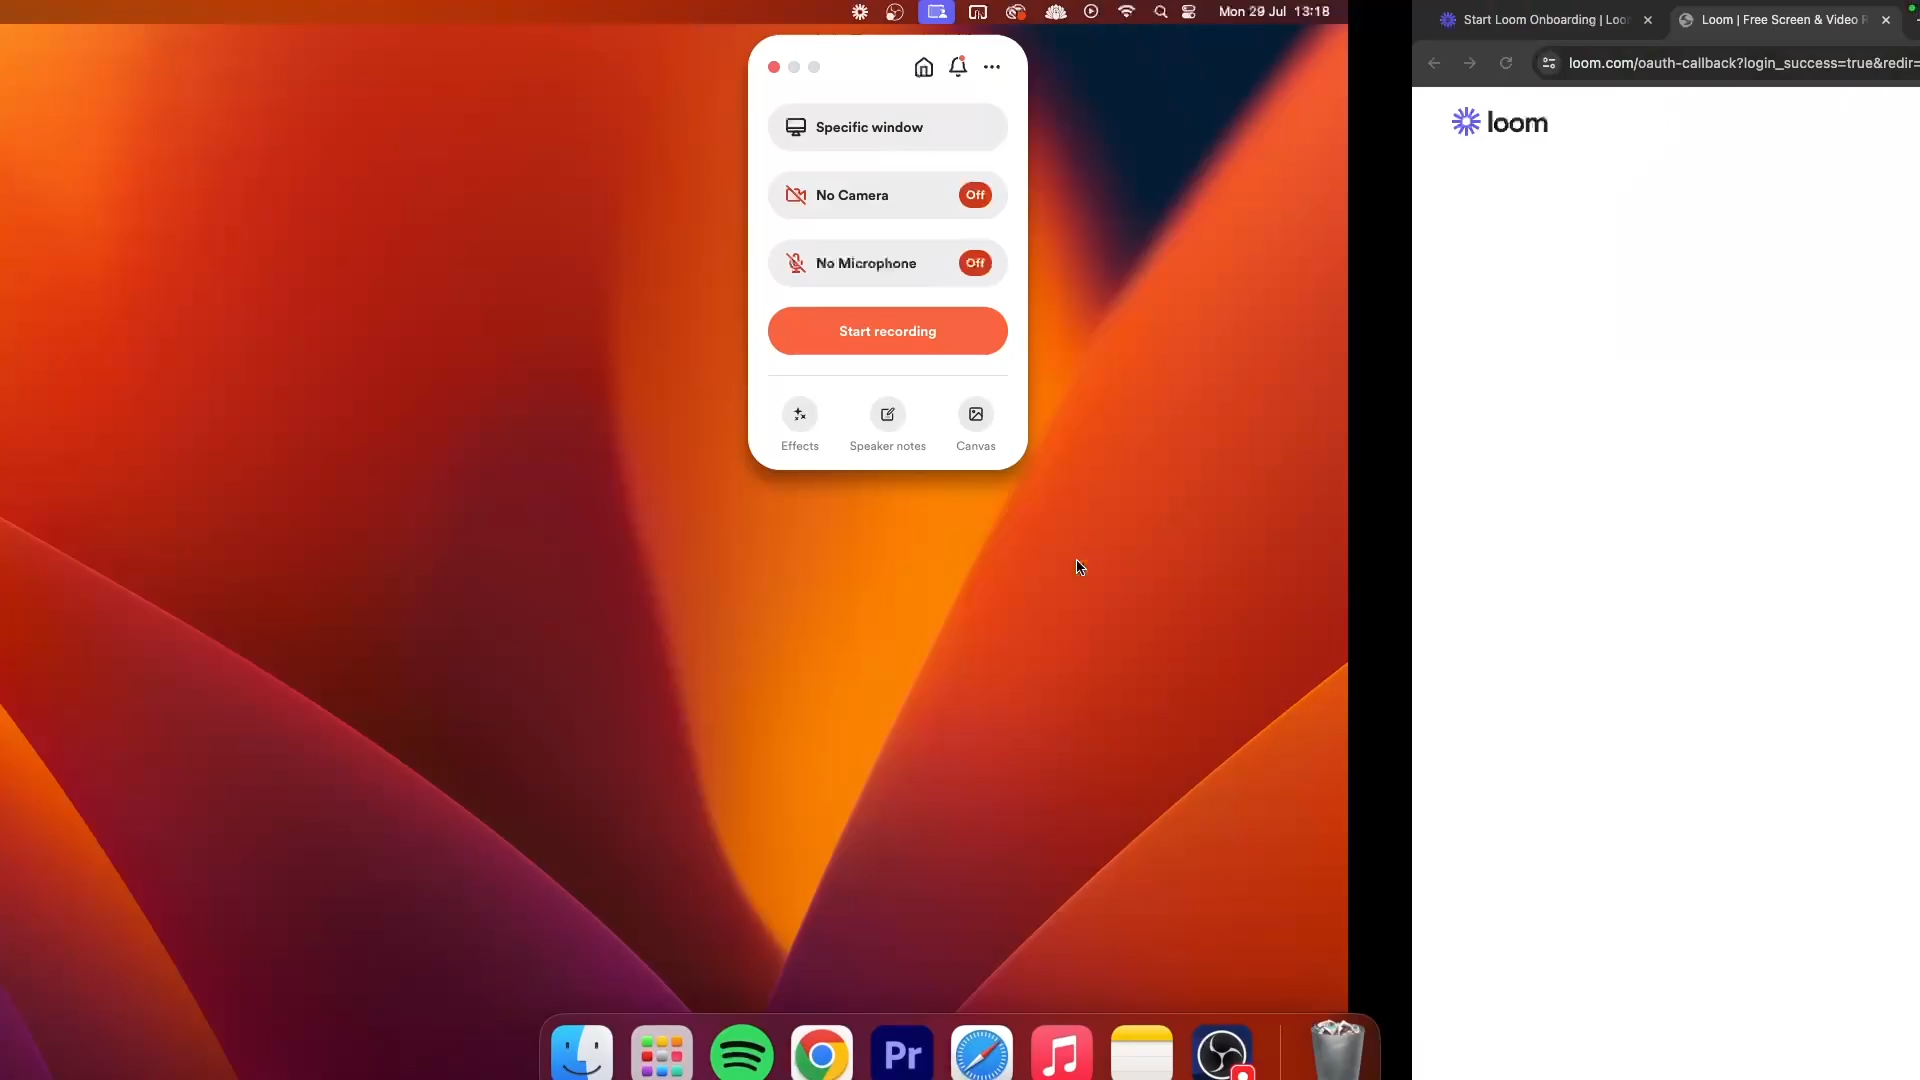 Mon 29 Jul 13:18
Specific window
No Camera
Off
No Microphone
Off
Start recording
Effects
Speaker notes
Canvas
Start Loom Onboarding | Loo
Loom | Free Screen & Video R
loom.com/oauth-callback?login_success=true&redir=
loom
Pr